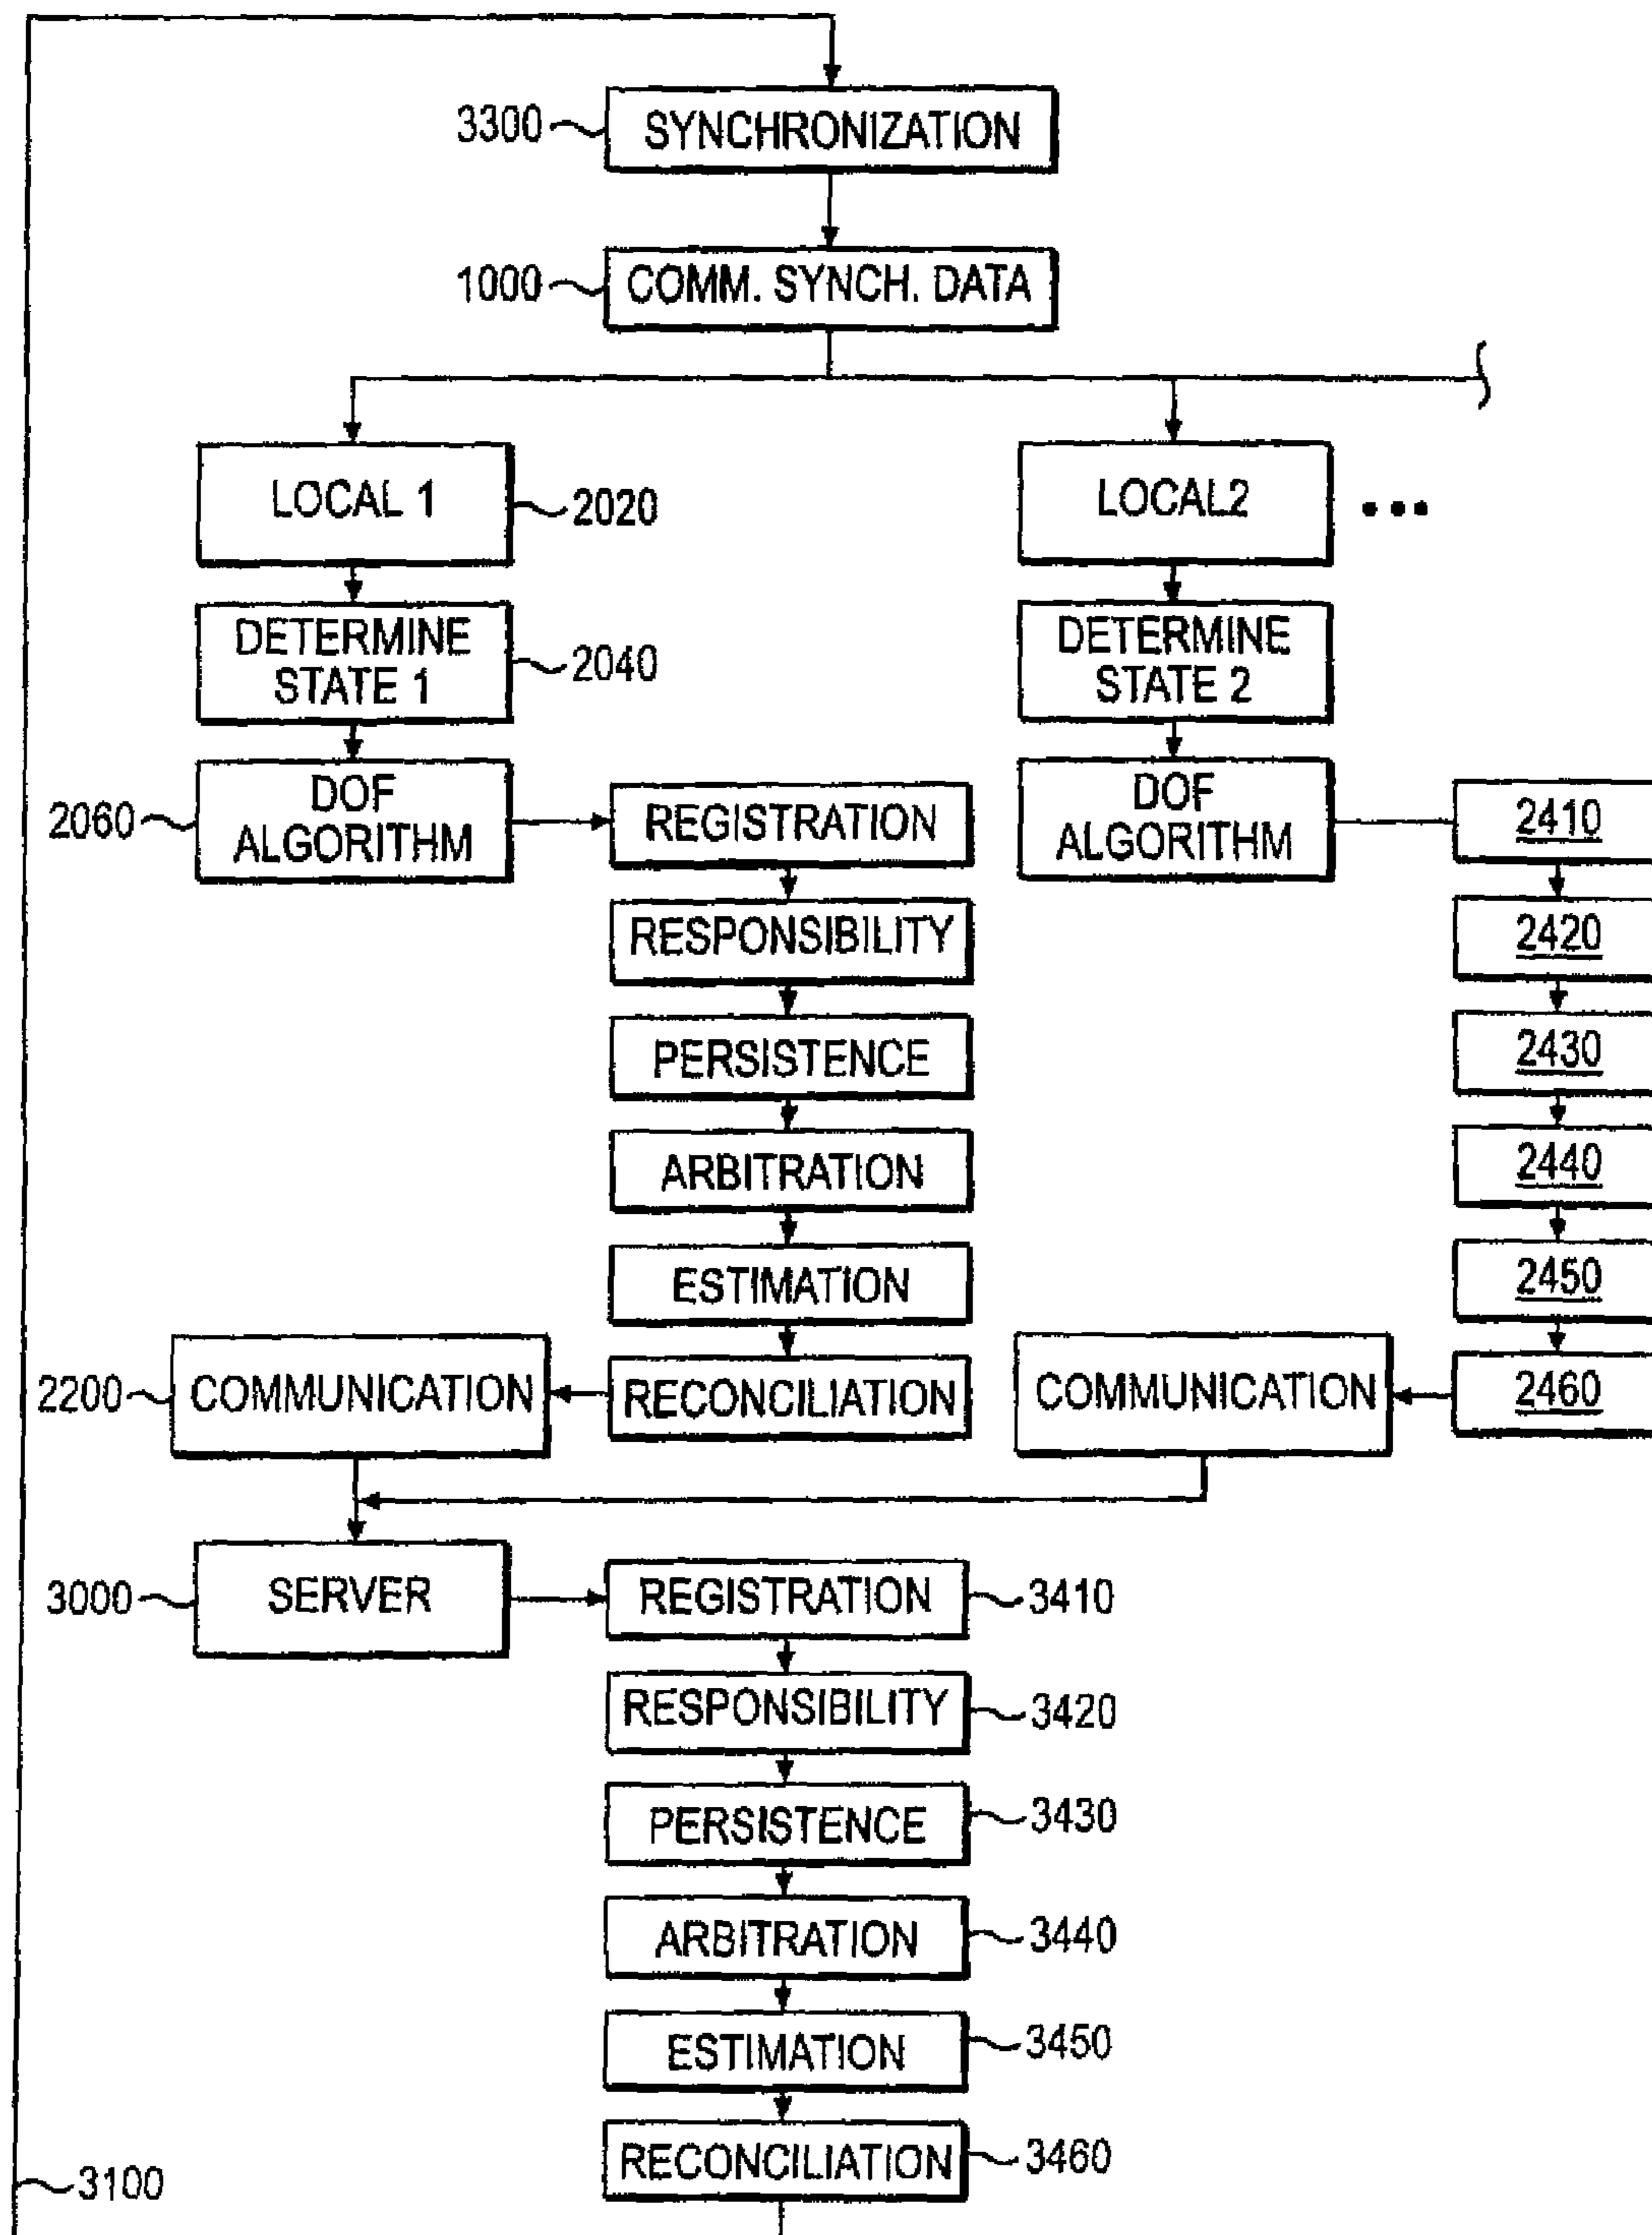 3300 SYNCHRONIZATION
1000 COMM. SYNCH. DATA
LOCAL 1 2020
LOCAL2 •••
DETERMINE
STATE 1 2040
DETERMINE
STATE 2
2060 DOF
ALGORITHM
REGISTRATION
RESPONSIBILITY
PERSISTENCE
ARBITRATION
ESTIMATION
RECONCILIATION
2200 COMMUNICATION
DOF
ALGORITHM
2410
2420
2430
2440
2450
2460
COMMUNICATION
3000 SERVER
REGISTRATION 3410
RESPONSIBILITY 3420
PERSISTENCE 3430
ARBITRATION 3440
ESTIMATION 3450
RECONCILIATION 3460
3100